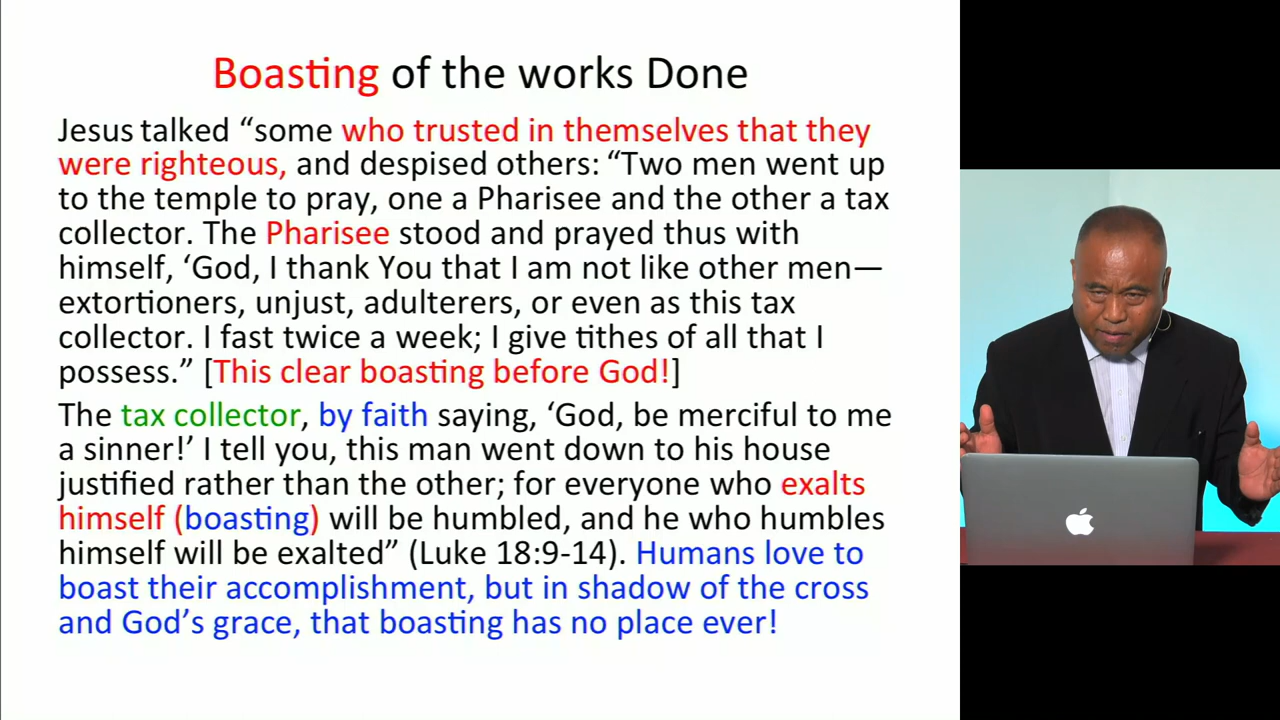 Boasting of the works Done
Jesus talked “some who trusted in themselves that they
were righteous, and despised others: “Two men went up
to the temple to pray, one a Pharisee and the other a tax
collector. The Pharisee stood and prayed thus with
himself, ‘God, I thank You that I am not like other men—
extortioners, unjust, adulterers, or even as this tax
collector. I fast twice a week; I give tithes of all that I
possess.” [This clear boasting before God!]
The tax collector, by faith saying, ‘God, be merciful to me
a sinner!’ I tell you, this man went down to his house
justified rather than the other; for everyone who exalts
himself (boasting) will be humbled, and he who humbles
himself will be exalted” (Luke 18:9-14). Humans love to
boast their accomplishment, but in shadow of the cross
and God’s grace, that boasting has no place ever!